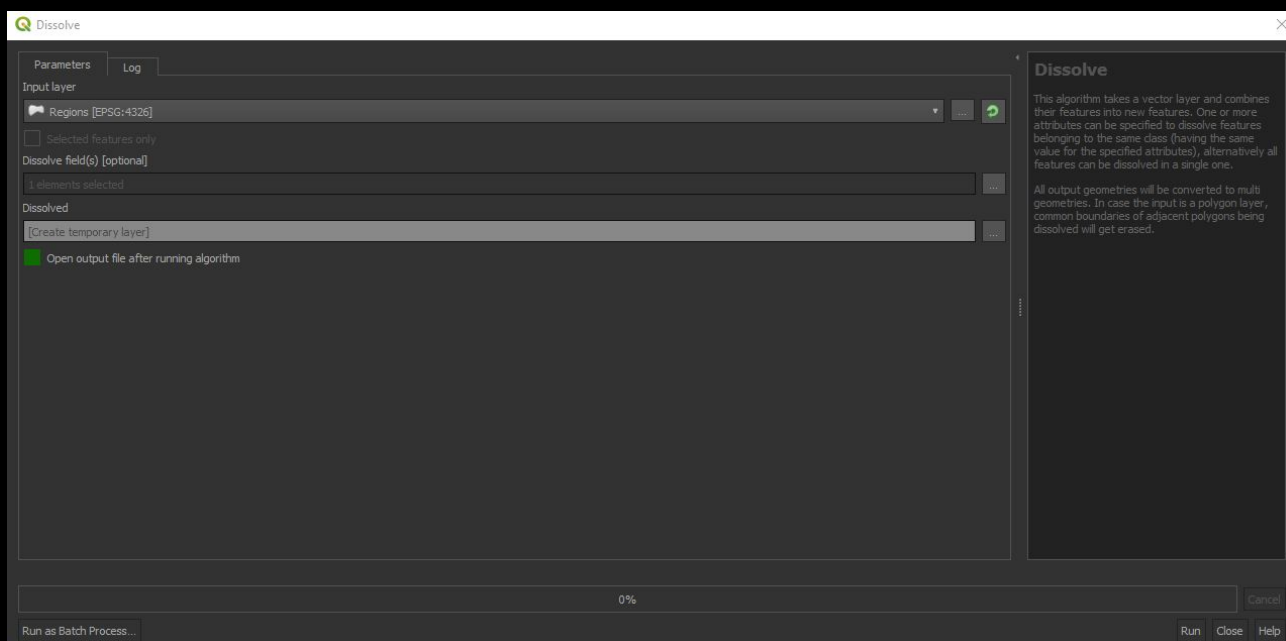 Dissolve
Parameters
Log
Input layer
Regions [EPSG:4326]
...
Selected features only
Dissolve field(s) [optional]
1 elements selected
...
Dissolved
[Create temporary layer]
...
Open output file after running algorithm
Dissolve
This algorithm takes a vector layer and combines
their features into new features. One or more
attributes can be specified to dissolve features
belonging to the same class (having the same
value for the specified attributes), alternatively all
features can be dissolved in a single one.
All output geometries will be converted to multi
geometries. In case the input is a polygon layer,
common boundaries of adjacent polygons being
dissolved will get erased.
0%
Cancel
Run as Batch Process...
Run
Close
Help